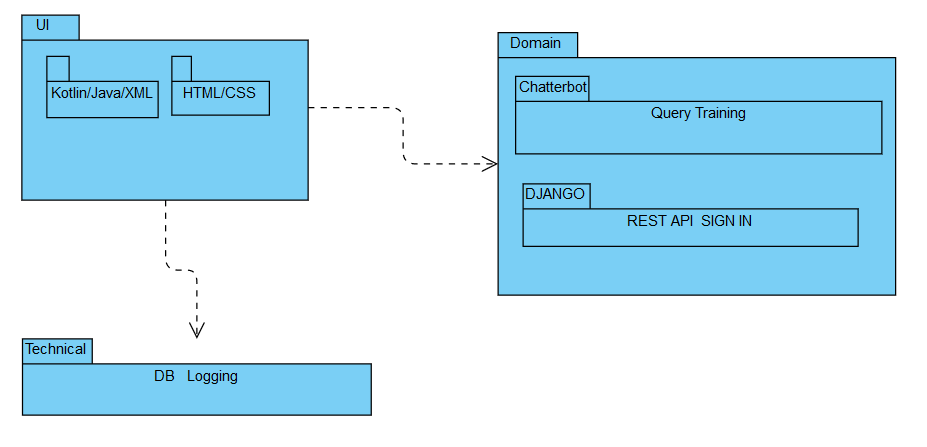 UI
Kotlin/Java/XML
HTML/CSS
Domain
Chatterbot
Query Training
DJANGO
REST API  SIGN IN
Technical
DB   Logging